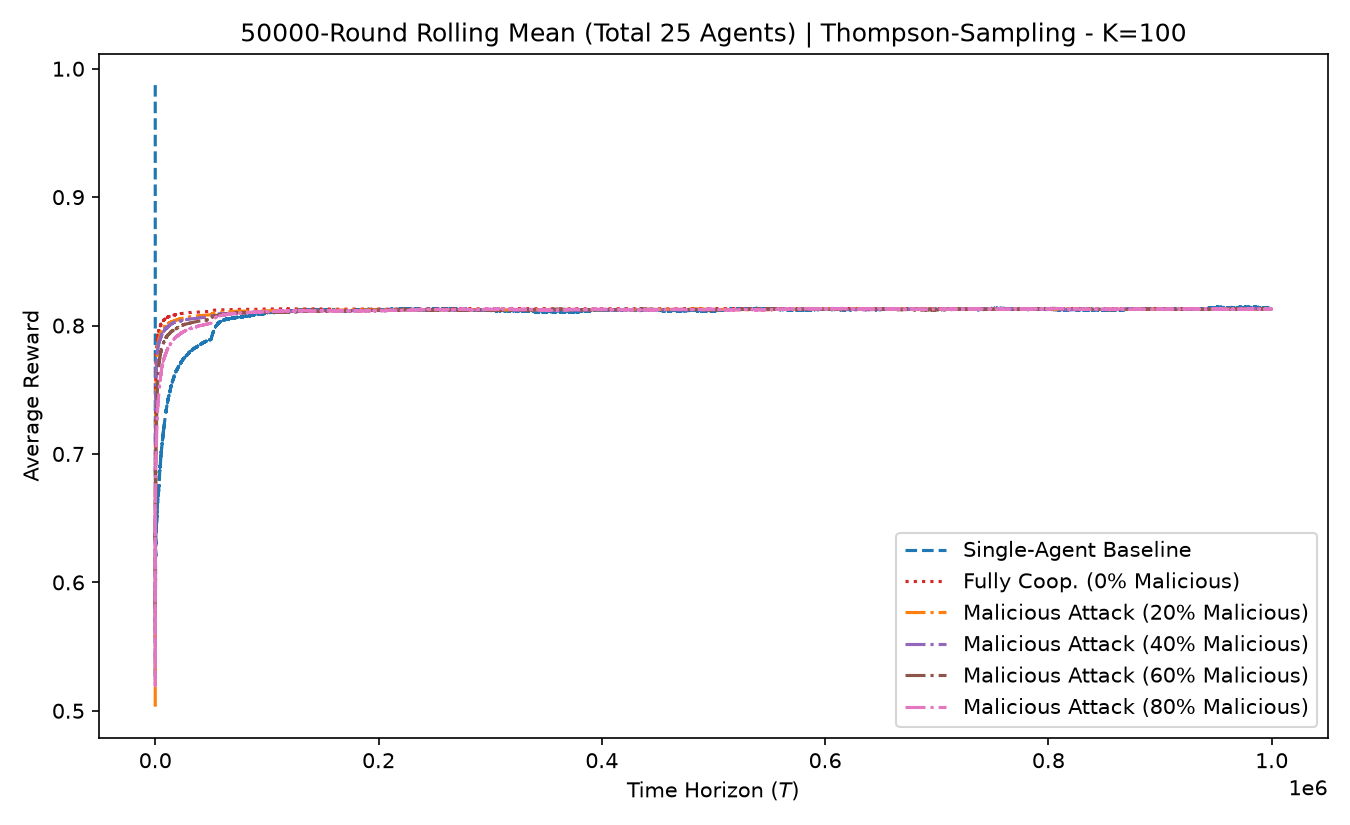 50000-Round Rolling Mean (Total 25 Agents) | Thompson-Sampling - K=100
Average Reward
1.0
0.9
0.8
0.7
0.6
0.5
0.0
0.2
0.4
0.6
0.8
1.0
1e6
Time Horizon (T)
Single-Agent Baseline
Fully Coop. (0% Malicious)
Malicious Attack (20% Malicious)
Malicious Attack (40% Malicious)
Malicious Attack (60% Malicious)
Malicious Attack (80% Malicious)